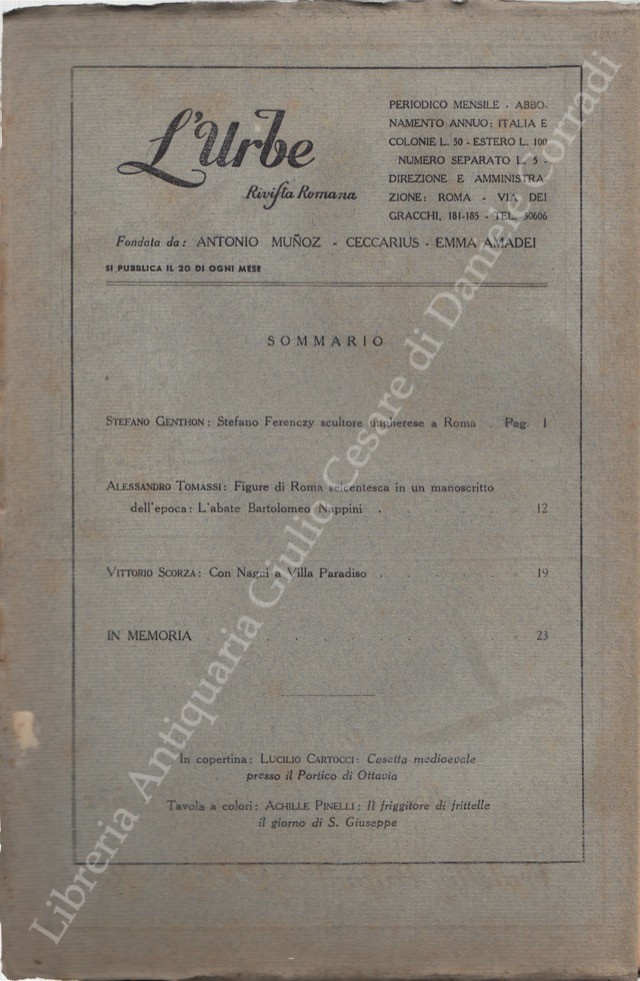 L'Urbe
Rivista Romana
PERIODICO MENSILE - ABBO-
NAMENTO ANNUO: ITALIA E
COLONIE L. 50 - ESTERO L. 100
NUMERO SEPARATO L. 5 -
DIREZIONE E AMMINISTRA-
ZIONE: ROMA - VIA DEI
GRACCHI, 181-185 - TEL. 30606
Fondata da: ANTONIO MUÑOZ - CECCARIUS - EMMA AMADEI
SI PUBBLICA IL 20 DI OGNI MESE
SOMMARIO
STEFANO GENTHON: Stefano Ferenczy scultore ungherese a Roma . Pag. 1
ALESSANDRO TOMASSI: Figure di Roma seicentesca in un manoscritto
dell'epoca: L'abate Bartolomeo Nappini . . . . . " 12
VITTORIO SCORZA: Con Nagni a Villa Paradiso . . . . . " 19
IN MEMORIA . . . . . . . . " 23
In copertina: LUCILIO CARTOCCI: Casetta medioevale
presso il Portico di Ottavia
Tavola a colori: ACHILLE PINELLI: Il friggitore di frittelle
il giorno di S. Giuseppe
Libreria Antiquaria Giulio Cesare di Daniele Corradi